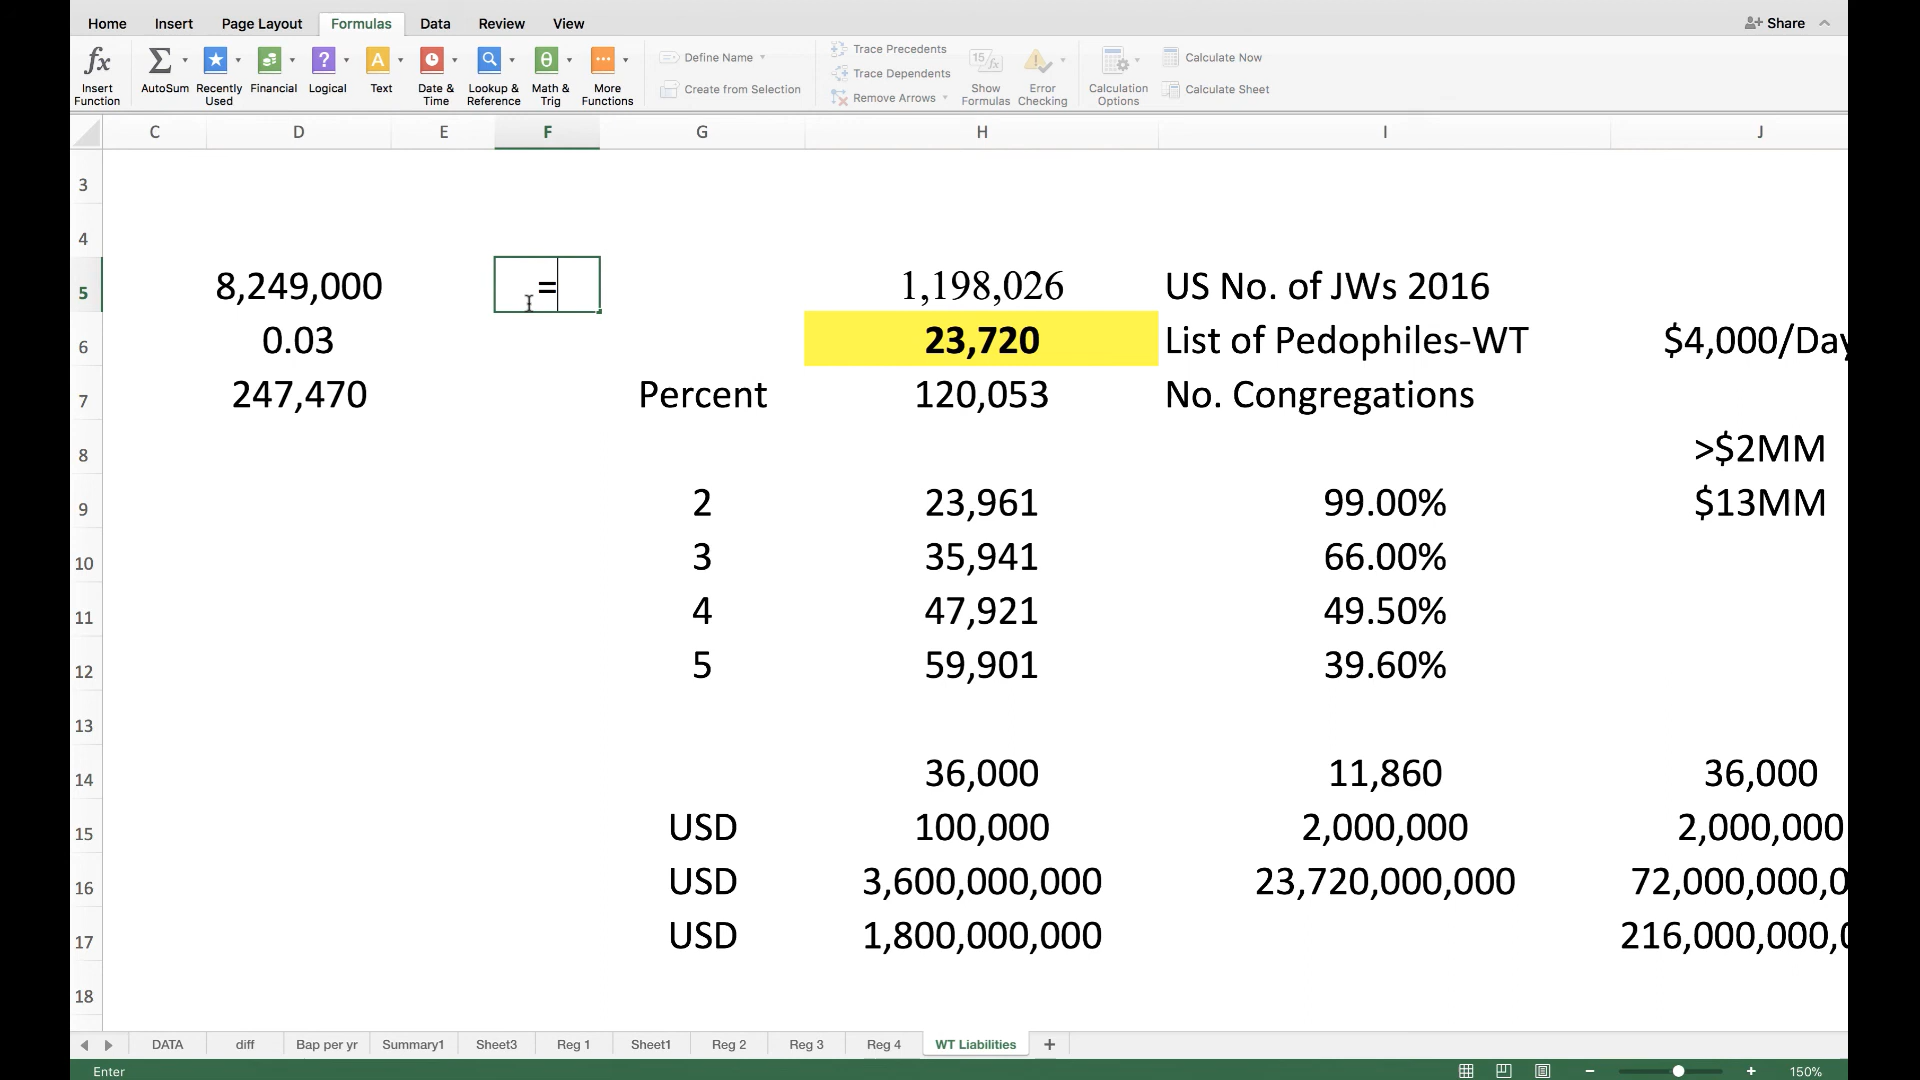 Home Insert Page Layout Formulas Data Review View Share
fx Σ ? A θ 15 fx
Insert Function AutoSum Recently Used Financial Logical Text Date & Time Lookup & Reference Math & Trig More Functions
Define Name
Create from Selection
Trace Precedents
Trace Dependents
Remove Arrows
Show Formulas
Error Checking
Calculation Options
Calculate Now
Calculate Sheet
C D E F G H I J
3
4
5 8,249,000 = 1,198,026 US No. of JWs 2016
6 0.03 23,720 List of Pedophiles-WT $4,000/Day
7 247,470 Percent 120,053 No. Congregations
8 >$2MM
9 2 23,961 99.00% $13MM
10 3 35,941 66.00%
11 4 47,921 49.50%
12 5 59,901 39.60%
13
14 36,000 11,860 36,000
15 USD 100,000 2,000,000 2,000,000
16 USD 3,600,000,000 23,720,000,000 72,000,000,0
17 USD 1,800,000,000 216,000,000,0
18
DATA diff Bap per yr Summary1 Sheet3 Reg 1 Sheet1 Reg 2 Reg 3 Reg 4 WT Liabilities +
Enter − + 150%